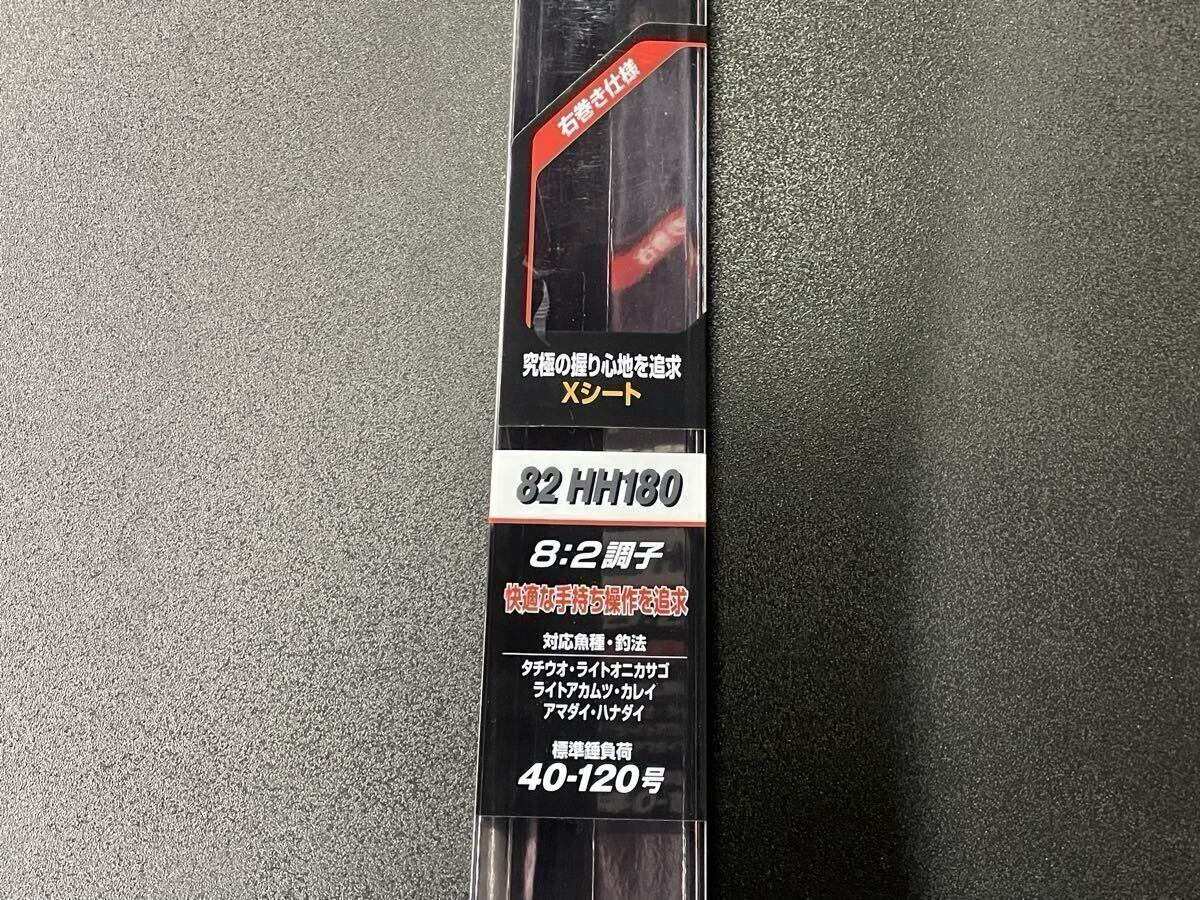 右巻き仕様
究極の握り心地を追求
Xシート
82 HH180
8:2調子
快適な手持ち操作を追求
対応魚種・釣法
タチウオ・ライトオニカサゴ
ライトアカムツ・カレイ
アマダイ・ハナダイ
標準錘負荷
40-120号